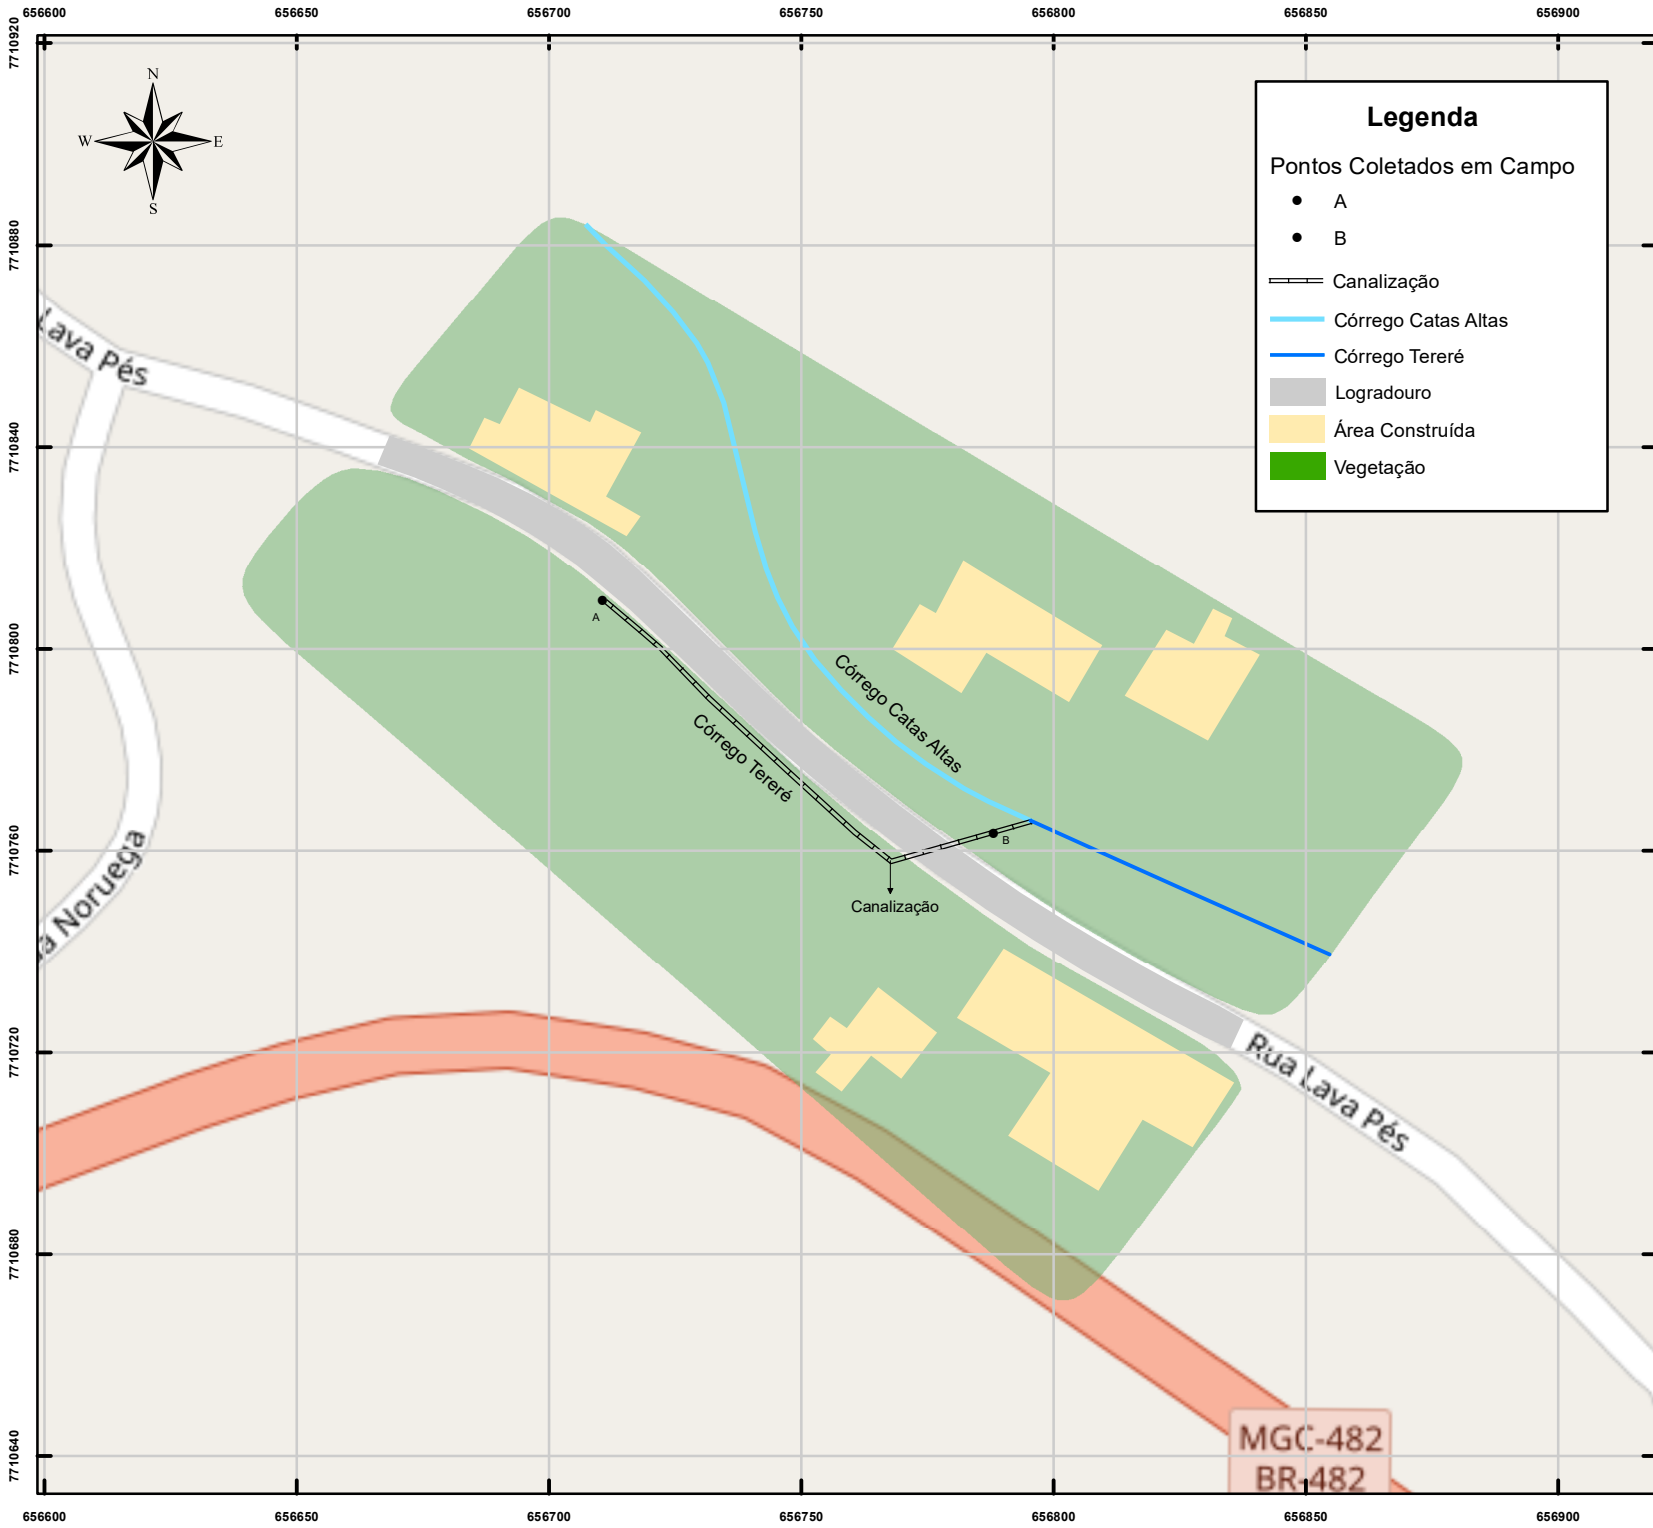 656600 656650 656700 656750 656800 656850 656900
7710920
7710880
7710840
7710800
7710760
7710720
7710680
7710640
N
W E
S
Legenda
Pontos Coletados em Campo
A
B
Canalização
Córrego Catas Altas
Córrego Tereré
Logradouro
Área Construída
Vegetação
Lava Pés
A
Córrego Catas Altas
Córrego Tereré
B
Canalização
Noruega
Rua Lava Pés
MGC-482
BR-482
656600 656650 656700 656750 656800 656850 656900